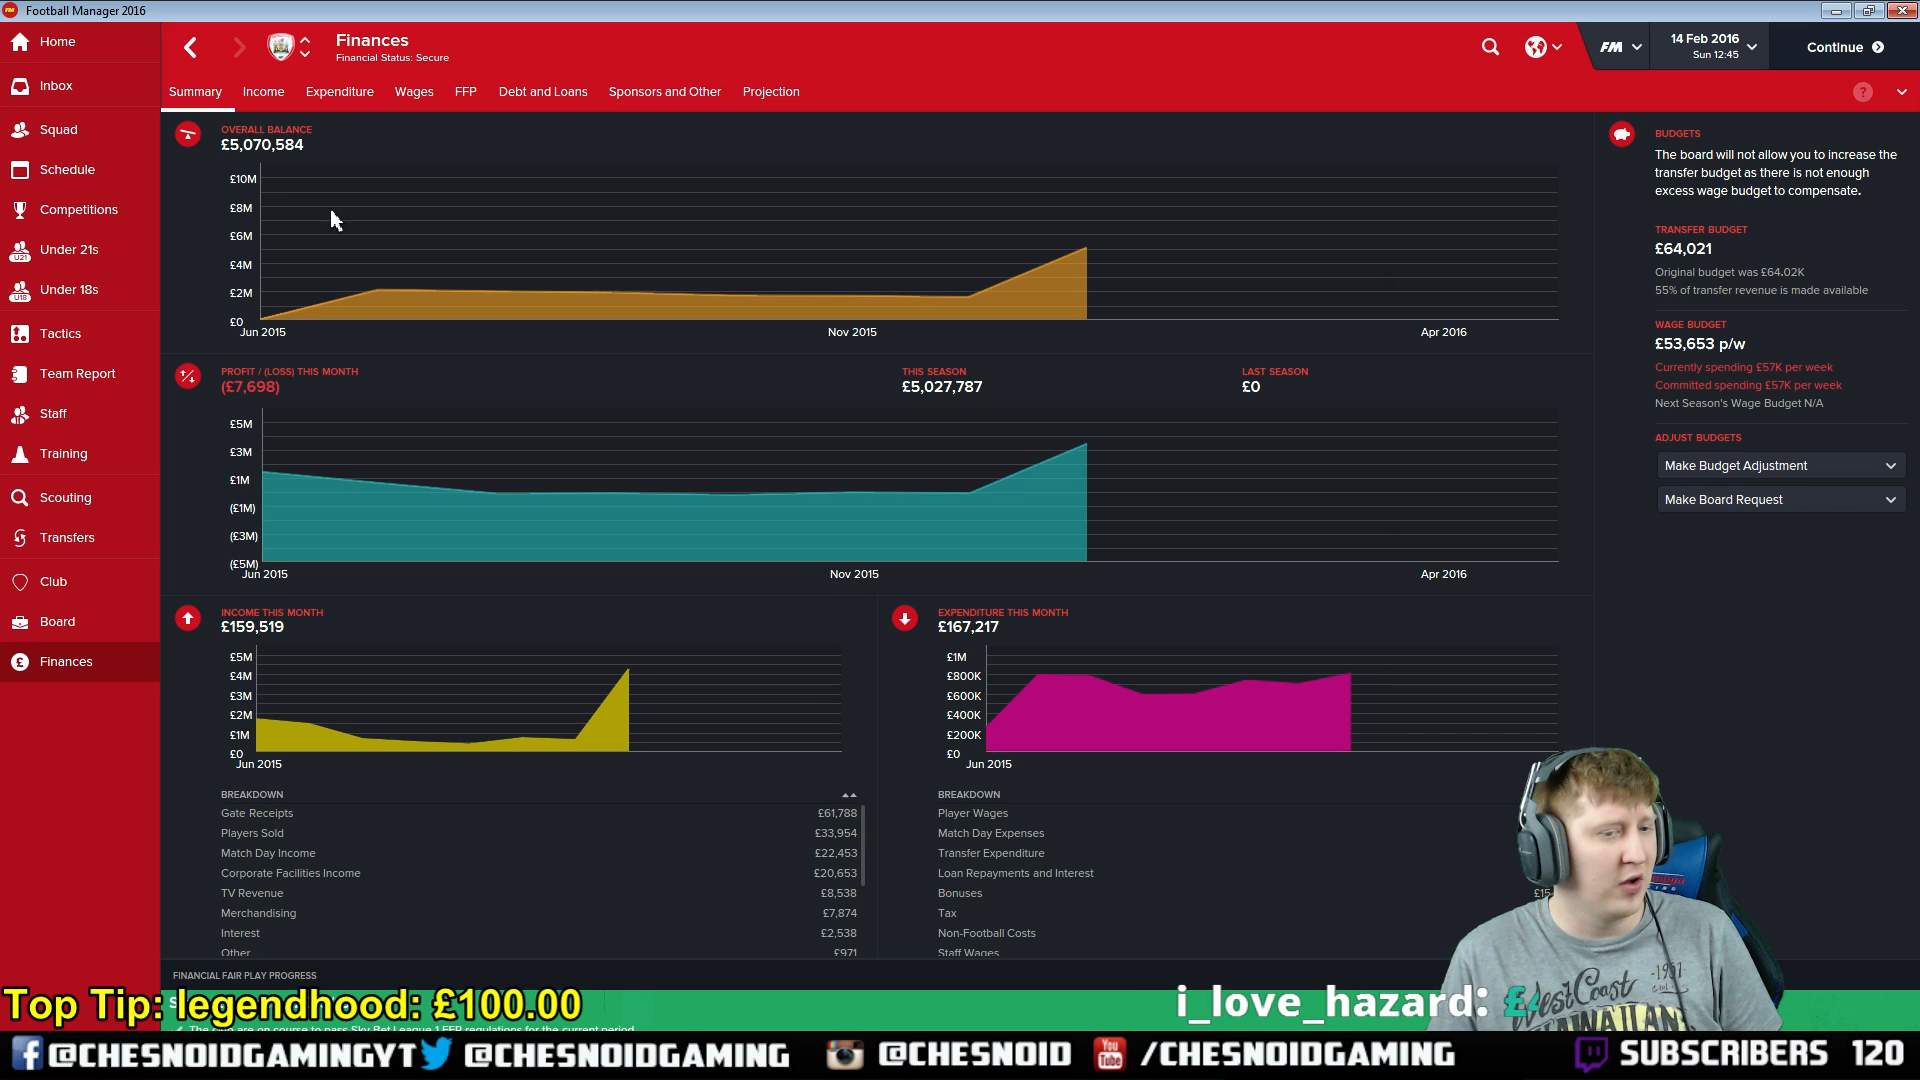 Football Manager 2016
Home
Inbox
Squad
Schedule
Competitions
Under 21s
Under 18s
Tactics
Team Report
Staff
Training
Scouting
Transfers
Club
Board
Finances
Finances
Financial Status: Secure
FM
14 Feb 2016
Sun 12:45
Continue
Summary Income Expenditure Wages FFP Debt and Loans Sponsors and Other Projection
?
OVERALL BALANCE
£5,070,584
£10M
£8M
£6M
£4M
£2M
£0
Jun 2015 Nov 2015 Apr 2016
PROFIT / (LOSS) THIS MONTH
(£7,698)
THIS SEASON
£5,027,787
LAST SEASON
£0
£5M
£3M
£1M
(£1M)
(£3M)
(£5M)
Jun 2015 Nov 2015 Apr 2016
INCOME THIS MONTH
£159,519
£5M
£4M
£3M
£2M
£1M
£0
Jun 2015
BREAKDOWN
Gate Receipts £61,788
Players Sold £33,954
Match Day Income £22,453
Corporate Facilities Income £20,653
TV Revenue £8,538
Merchandising £7,874
Interest £2,538
Other £971
EXPENDITURE THIS MONTH
£167,217
£1M
£800K
£600K
£400K
£200K
£0
Jun 2015
BREAKDOWN
Player Wages
Match Day Expenses
Transfer Expenditure
Loan Repayments and Interest
Bonuses
Tax
Non-Football Costs
Staff Wages
BUDGETS
The board will not allow you to increase the
transfer budget as there is not enough
excess wage budget to compensate.
TRANSFER BUDGET
£64,021
Original budget was £64.02K
55% of transfer revenue is made available
WAGE BUDGET
£53,653 p/w
Currently spending £57K per week
Committed spending £57K per week
Next Season's Wage Budget N/A
ADJUST BUDGETS
Make Budget Adjustment
Make Board Request
FINANCIAL FAIR PLAY PROGRESS
Top Tip: legendhood: £100.00
i_love_hazard:
West Coast
-1951
HAWAIIAN
@CHESNOIDGAMINGYT @CHESNOIDGAMING @CHESNOID You Tube /CHESNOIDGAMING SUBSCRIBERS 120